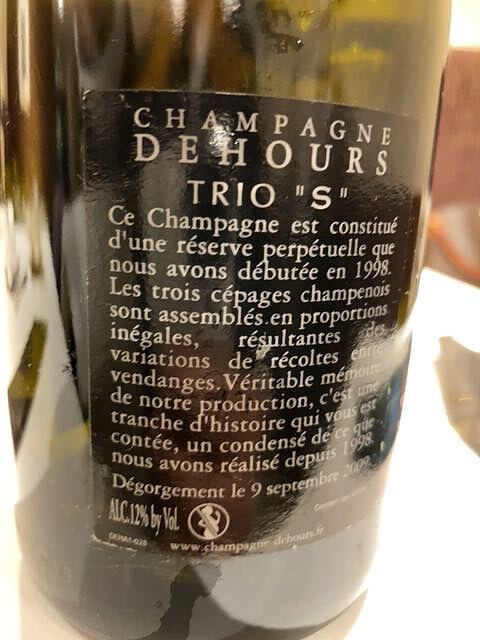 CHAMPAGNE
DEHOURS
TRIO "S"
Ce Champagne est constitué
d'une réserve perpétuelle que
nous avons débutée en 1998.
Les trois cépages champenois
sont assemblés en proportions
inégales, résultantes des
variations de récoltes entre
vendanges. Véritable mémoire
de notre production, c'est une
tranche d'histoire qui vous est
contée, un condensé de ce que
nous avons réalisé depuis 1998.
Dégorgement le 9 septembre 2009
ALC.12% by Vol.
www.champagne-dehours.fr